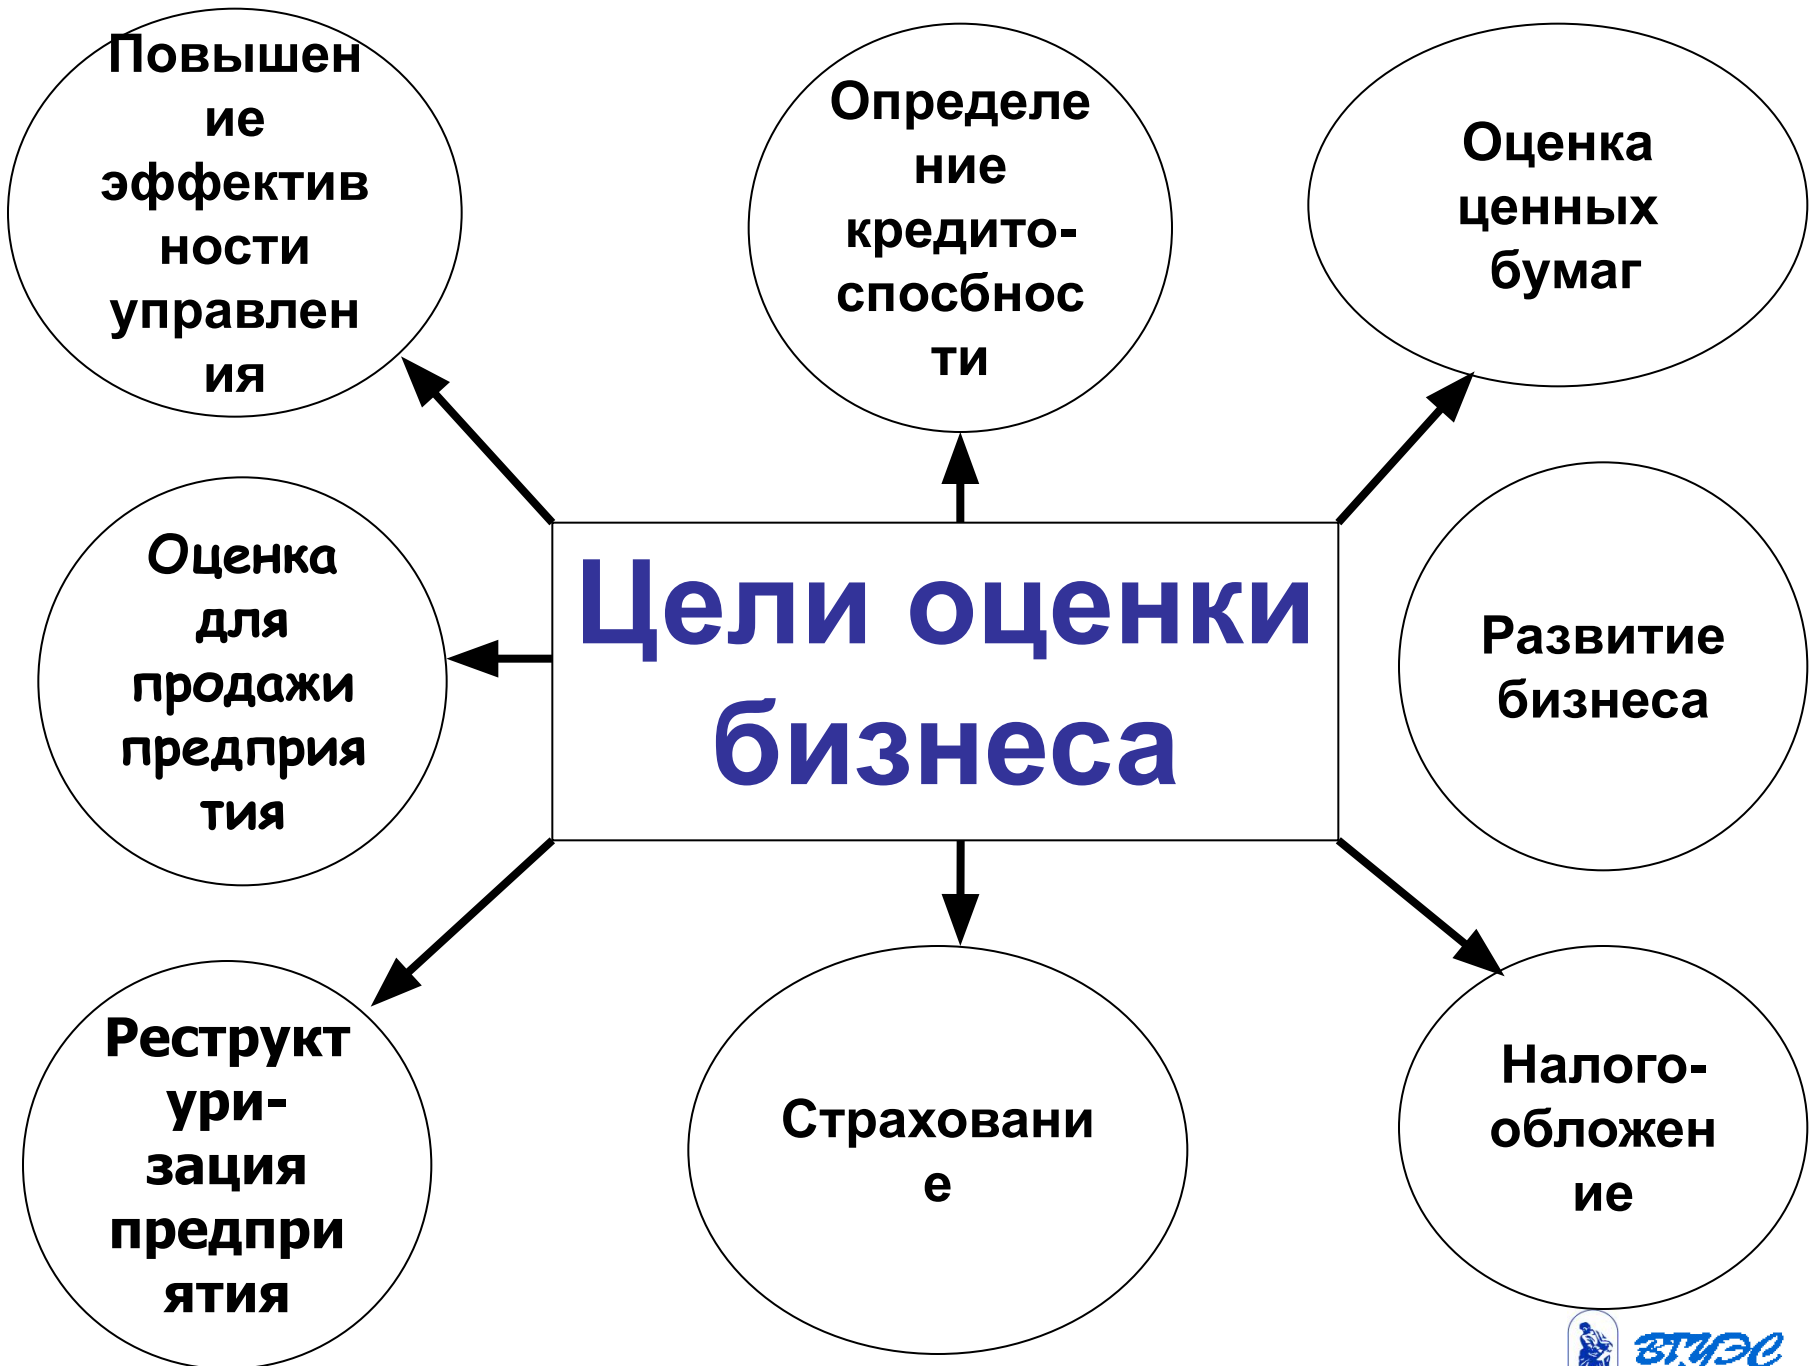 Повышен
ие
эффектив
ности
управлен
ия
Определе
ние
кредито-
спосбнос
ти
Оценка
ценных
бумаг
Оценка
для
продажи
предприя
тия
Цели оценки
бизнеса
Развитие
бизнеса
Реструкт
ури-
зация
предпри
ятия
Страховани
е
Налого-
обложен
ие
ВГУЭС